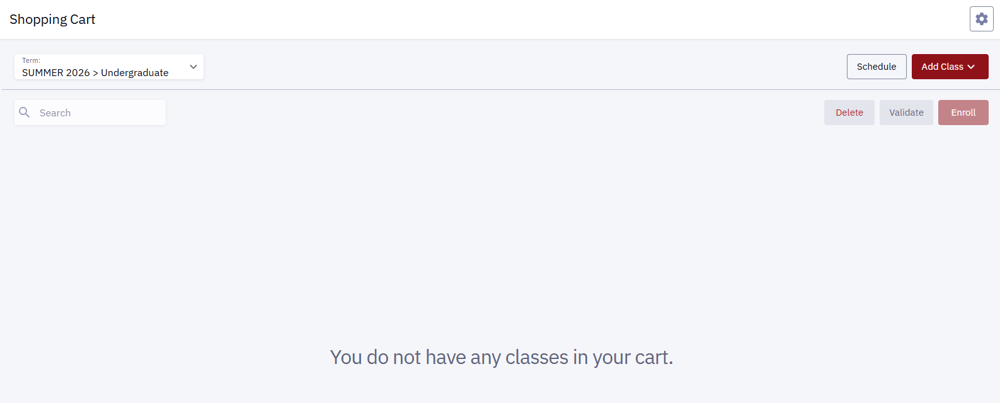 Shopping Cart
Term:
SUMMER 2026 > Undergraduate
Schedule
Add Class
Search
Delete
Validate
Enroll
You do not have any classes in your cart.